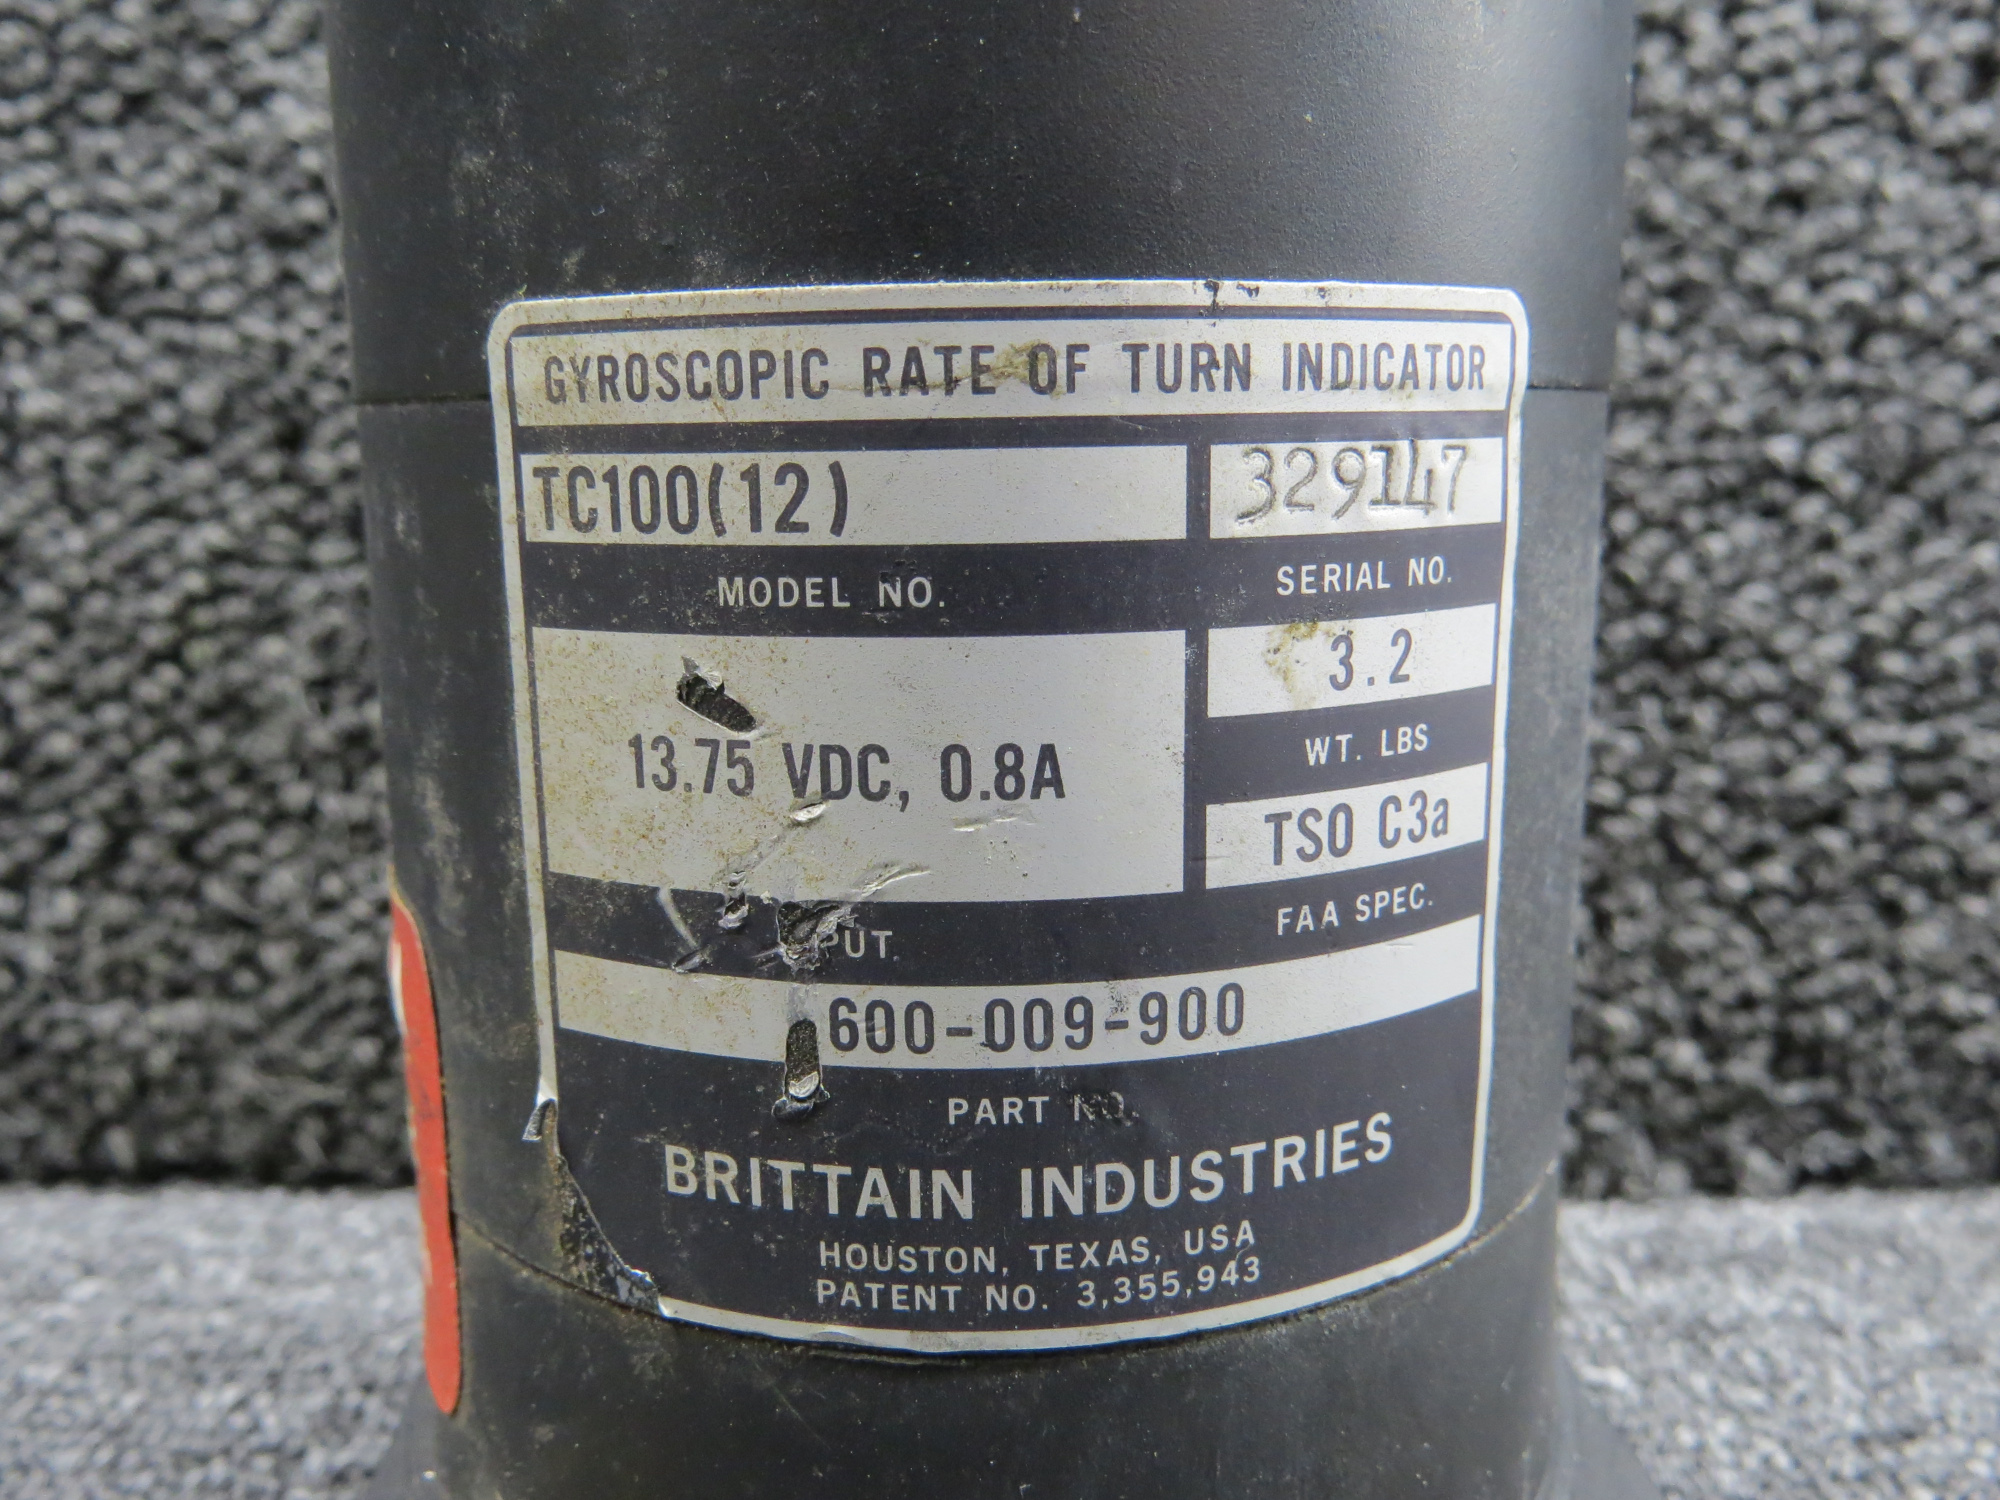 GYROSCOPIC RATE OF TURN INDICATOR
TC100(12)
MODEL NO.
329147
SERIAL NO.
13.75 VDC, 0.8A
3.2
WT. LBS
TSO C3a
FAA SPEC.
600-009-900
PART NO.
BRITTAIN INDUSTRIES
HOUSTON, TEXAS, USA
PATENT NO. 3,355,943